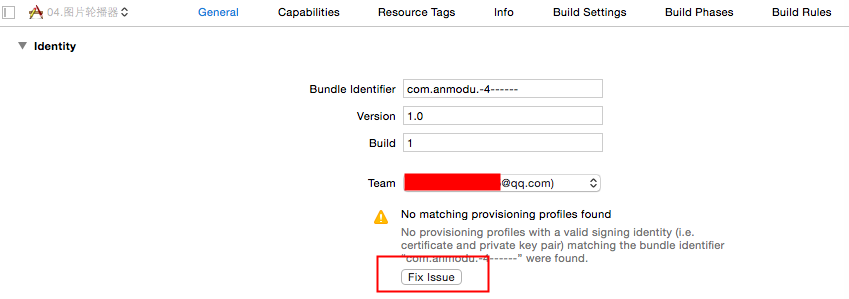 04.图片轮播器 General Capabilities Resource Tags Info Build Settings Build Phases Build Rules
Identity
Bundle Identifier com.anmodu.-4------
Version 1.0
Build 1
Team @qq.com)
No matching provisioning profiles found
No provisioning profiles with a valid signing identity (i.e.
certificate and private key pair) matching the bundle identifier
"com.anmodu.-4------" were found.
Fix Issue